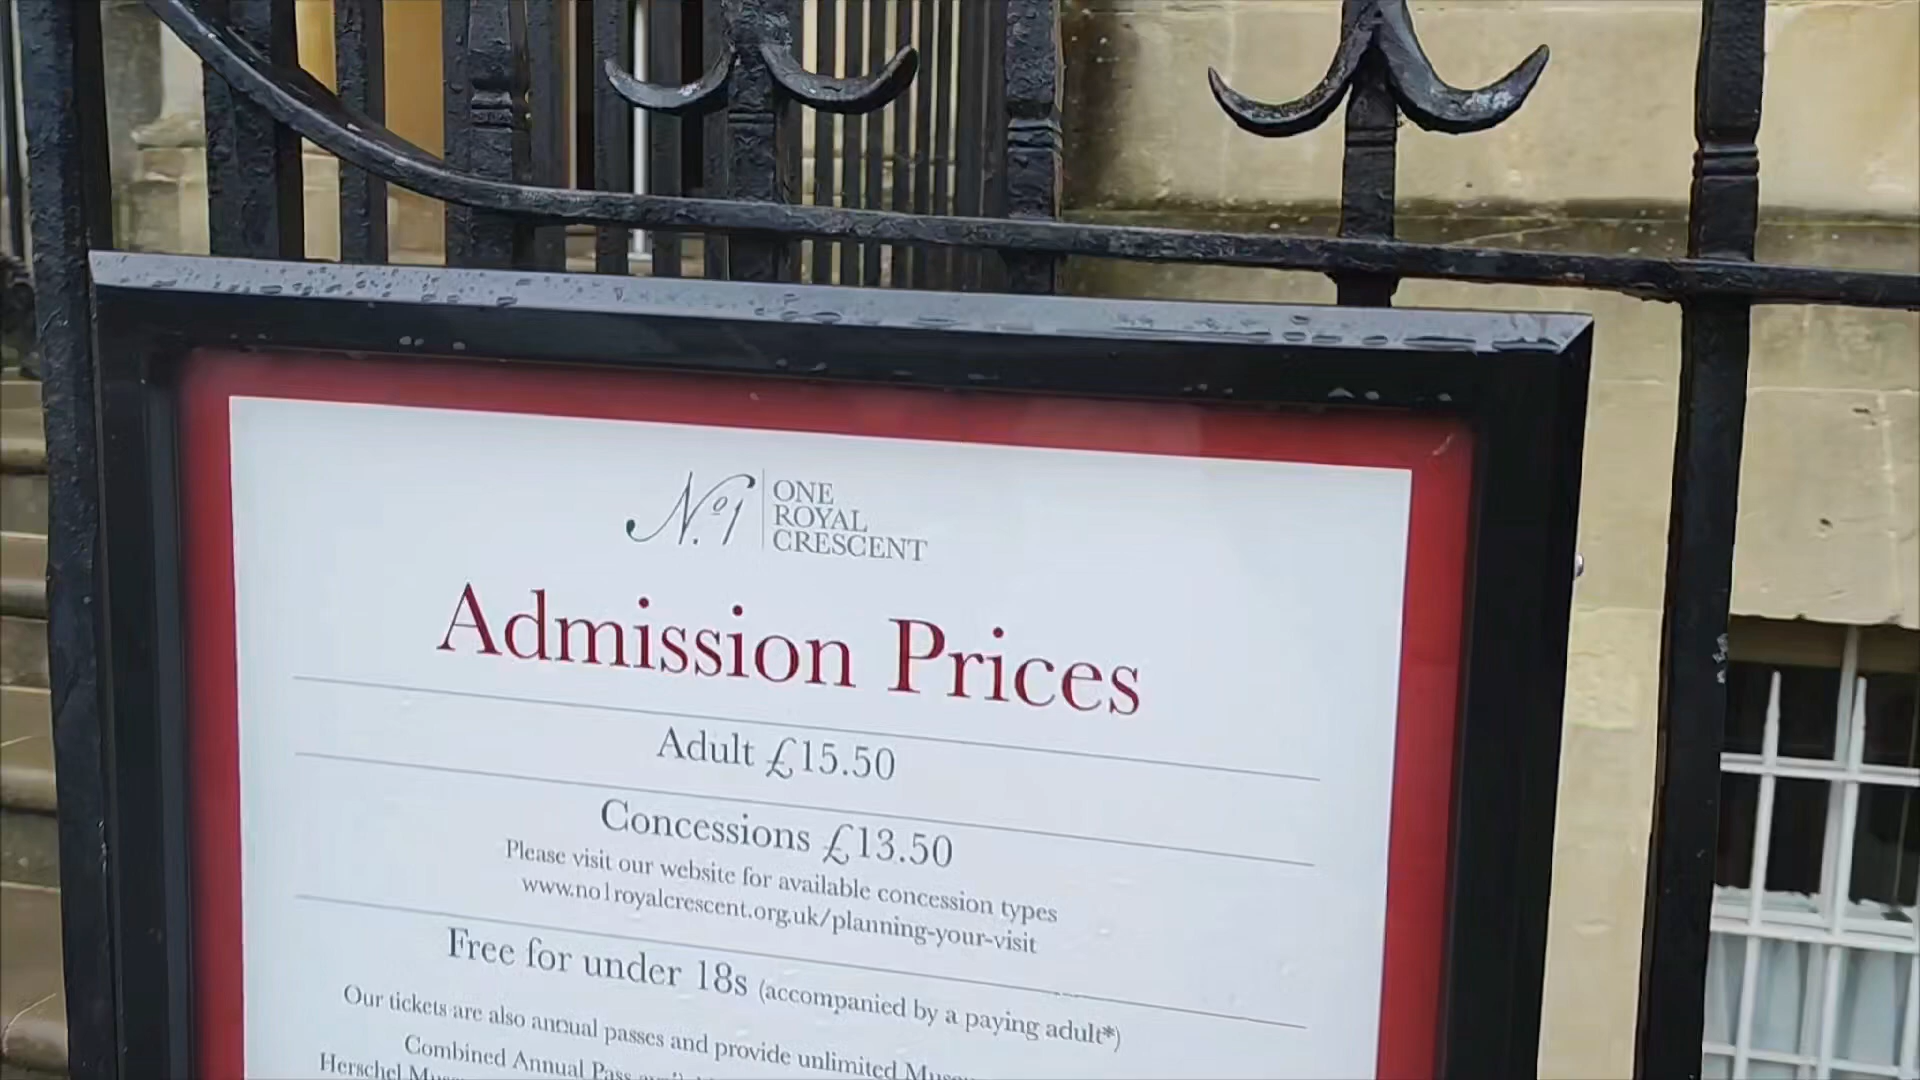 Nº1
ONE
ROYAL
CRESCENT
Admission Prices
Adult £15.50
Concessions £13.50
Please visit our website for available concession types
www.no1royalcrescent.org.uk/planning-your-visit
Free for under 18s (accompanied by a paying adult*)
Our tickets are also annual passes and provide unlimited
Combined Annual Pass
Herschel